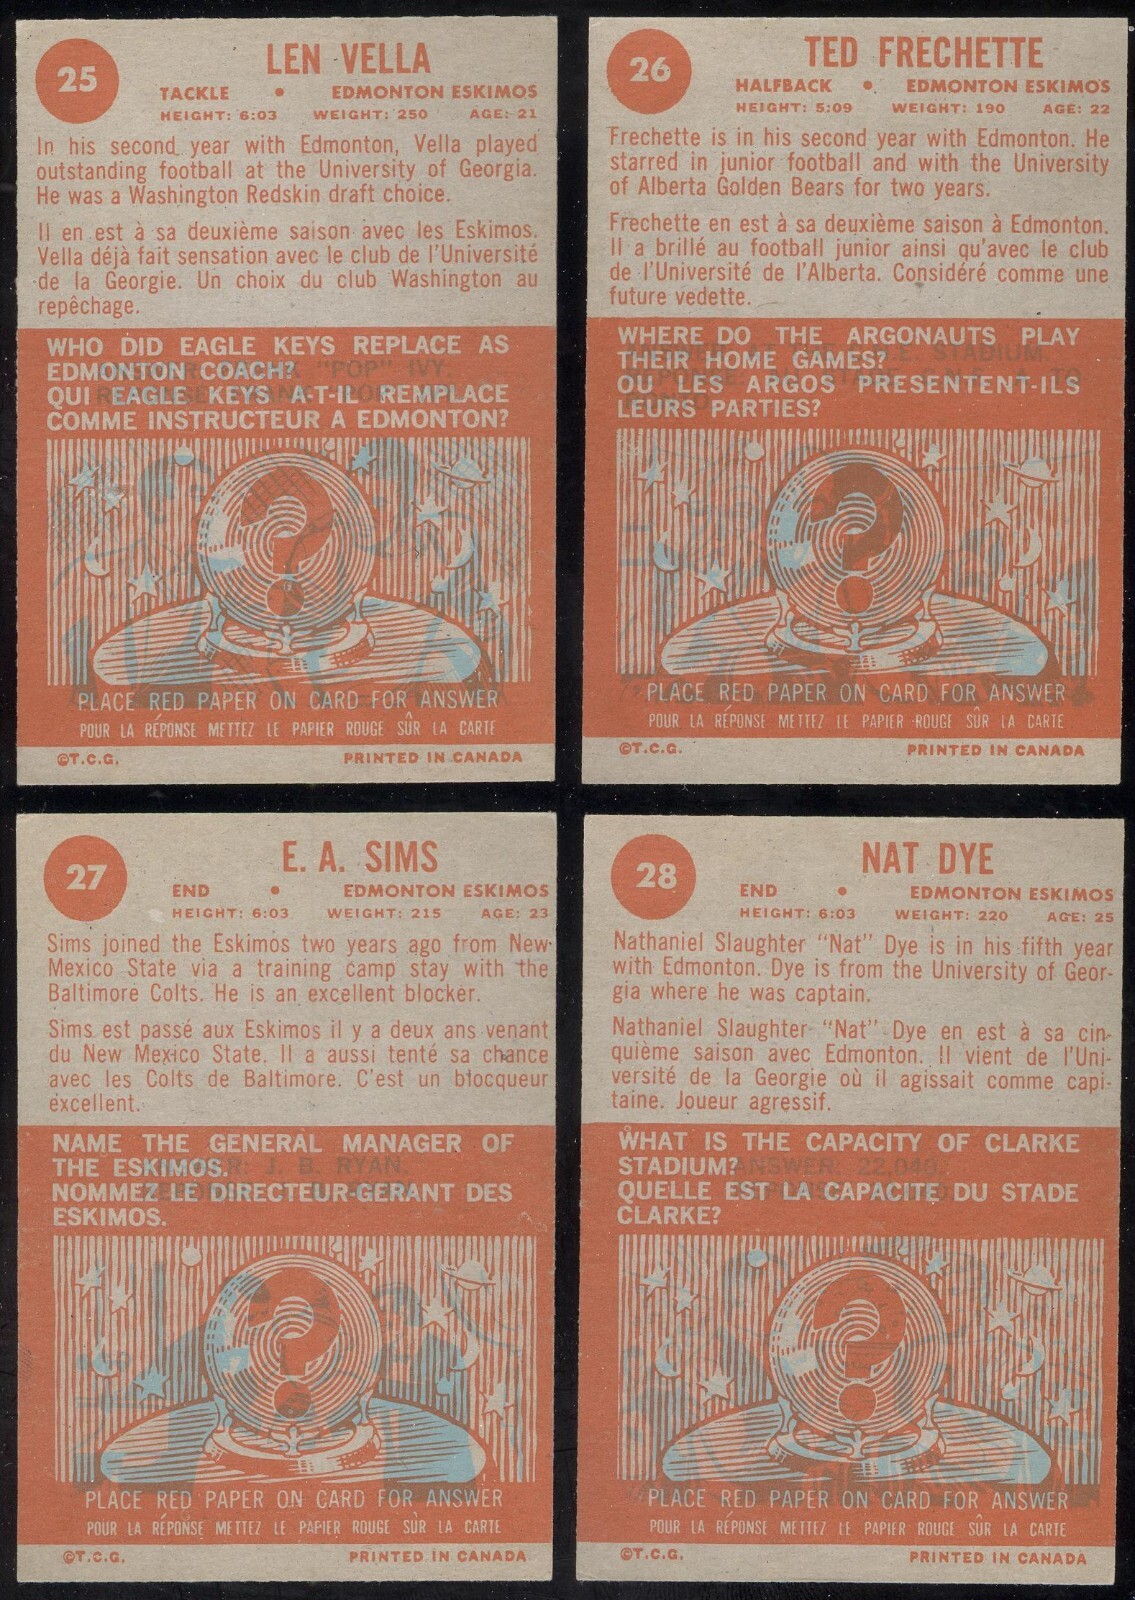 25
LEN VELLA
TACKLE • EDMONTON ESKIMOS
HEIGHT: 6:03 WEIGHT: 250 AGE: 21
In his second year with Edmonton, Vella played
outstanding football at the University of Georgia.
He was a Washington Redskin draft choice.
Il en est à sa deuxième saison avec les Eskimos.
Vella déjà fait sensation avec le club de l'Université
de la Georgie. Un choix du club Washington au
repêchage.
WHO DID EAGLE KEYS REPLACE AS
EDMONTON COACH?
QUI EAGLE KEYS A-T-IL REMPLACE
COMME INSTRUCTEUR A EDMONTON?
"POP" IVY.
PLACE RED PAPER ON CARD FOR ANSWER
POUR LA RÉPONSE METTEZ LE PAPIER ROUGE SÛR LA CARTE
©T.C.G. PRINTED IN CANADA
26
TED FRECHETTE
HALFBACK • EDMONTON ESKIMOS
HEIGHT: 5:09 WEIGHT: 190 AGE: 22
Frechette is in his second year with Edmonton. He
starred in junior football and with the University
of Alberta Golden Bears for two years.
Frechette en est à sa deuxième saison à Edmonton.
Il a brillé au football junior ainsi qu'avec le club
de l'Université de l'Alberta. Considéré comme une
future vedette.
WHERE DO THE ARGONAUTS PLAY
THEIR HOME GAMES?
OU LES ARGOS PRESENTENT-ILS
LEURS PARTIES?
STADIUM.
PLACE RED PAPER ON CARD FOR ANSWER
POUR LA RÉPONSE METTEZ LE PAPIER ROUGE SÛR LA CARTE
©T.C.G. PRINTED IN CANADA
27
E. A. SIMS
END • EDMONTON ESKIMOS
HEIGHT: 6:03 WEIGHT: 215 AGE: 23
Sims joined the Eskimos two years ago from New
Mexico State via a training camp stay with the
Baltimore Colts. He is an excellent blocker.
Sims est passé aux Eskimos il y a deux ans venant
du New Mexico State. Il a aussi tenté sa chance
avec les Colts de Baltimore. C'est un blocqueur
excellent.
NAME THE GENERAL MANAGER OF
THE ESKIMOS.
NOMMEZ LE DIRECTEUR-GERANT DES
ESKIMOS.
J. B. RYAN.
PLACE RED PAPER ON CARD FOR ANSWER
POUR LA RÉPONSE METTEZ LE PAPIER ROUGE SÛR LA CARTE
©T.C.G. PRINTED IN CANADA
28
NAT DYE
END • EDMONTON ESKIMOS
HEIGHT: 6:03 WEIGHT: 220 AGE: 25
Nathaniel Slaughter "Nat" Dye is in his fifth year
with Edmonton. Dye is from the University of Geor-
gia where he was captain.
Nathaniel Slaughter "Nat" Dye en est à sa cin-
quième saison avec Edmonton. Il vient de l'Uni-
versité de la Georgie où il agissait comme capi-
taine. Joueur agressif.
WHAT IS THE CAPACITY OF CLARKE
STADIUM?
QUELLE EST LA CAPACITE DU STADE
CLARKE?
ANSWER: 22,040.
PLACE RED PAPER ON CARD FOR ANSWER
POUR LA RÉPONSE METTEZ LE PAPIER ROUGE SÛR LA CARTE
©T.C.G. PRINTED IN CANADA